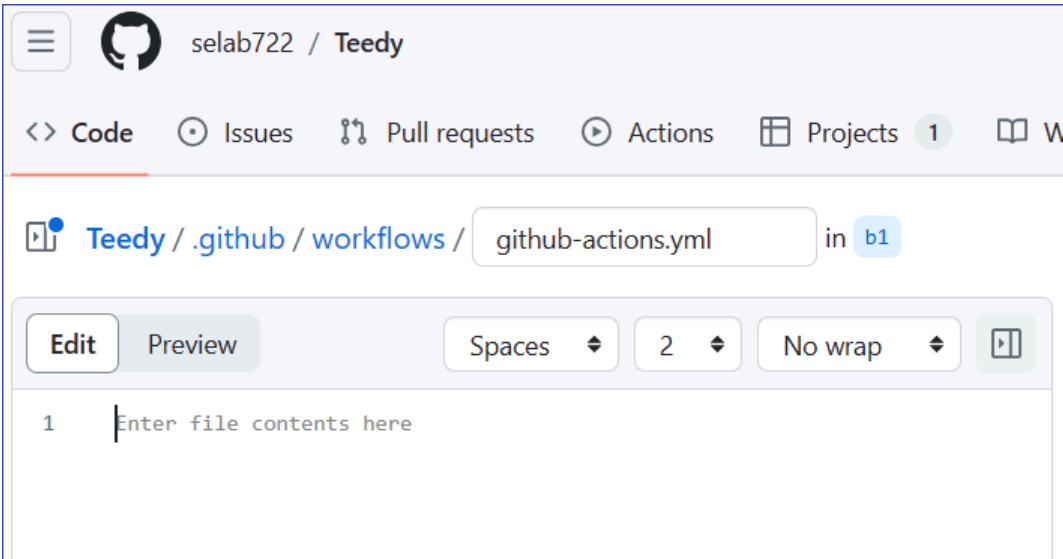 selab722 / Teedy
Code Issues Pull requests Actions Projects 1 W
Teedy / .github / workflows / github-actions.yml in b1
Edit Preview Spaces 2 No wrap
1 Enter file contents here